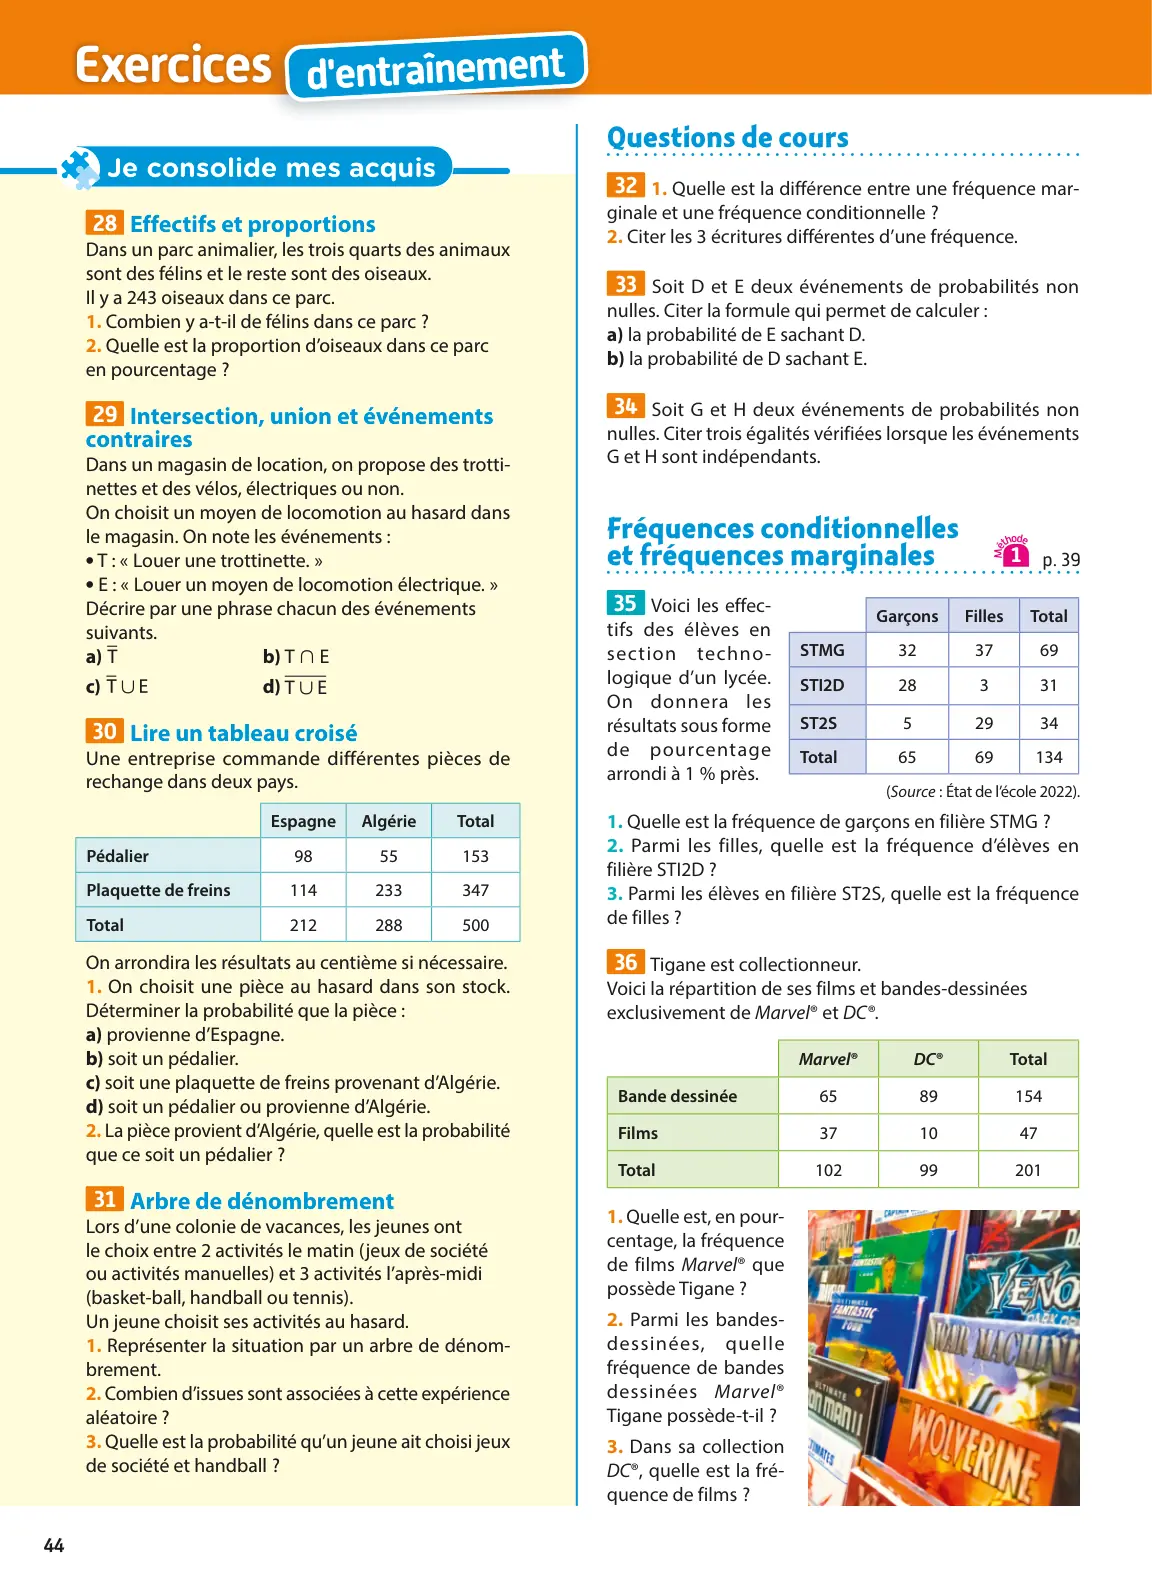 Exercices d'entraînement
Je consolide mes acquis
28 Effectifs et proportions
Dans un parc animalier, les trois quarts des animaux
sont des félins et le reste sont des oiseaux.
Il y a 243 oiseaux dans ce parc.
1. Combien y a-t-il de félins dans ce parc ?
2. Quelle est la proportion d'oiseaux dans ce parc
en pourcentage ?
29 Intersection, union et événements
contraires
Dans un magasin de location, on propose des trotti-
nettes et des vélos, électriques ou non.
On choisit un moyen de locomotion au hasard dans
le magasin. On note les événements :
• T : « Louer une trottinette. »
• E : « Louer un moyen de locomotion électrique. »
Décrire par une phrase chacun des événements
suivants.
a) T̅ b) T ∩ E
c) T̅ ∪ E d) T̅ ̅∪̅ ̅E̅
30 Lire un tableau croisé
Une entreprise commande différentes pièces de
rechange dans deux pays.
Espagne Algérie Total
Pédalier 98 55 153
Plaquette de freins 114 233 347
Total 212 288 500
On arrondira les résultats au centième si nécessaire.
1. On choisit une pièce au hasard dans son stock.
Déterminer la probabilité que la pièce :
a) provienne d'Espagne.
b) soit un pédalier.
c) soit une plaquette de freins provenant d'Algérie.
d) soit un pédalier ou provienne d'Algérie.
2. La pièce provient d'Algérie, quelle est la probabilité
que ce soit un pédalier ?
31 Arbre de dénombrement
Lors d'une colonie de vacances, les jeunes ont
le choix entre 2 activités le matin (jeux de société
ou activités manuelles) et 3 activités l'après-midi
(basket-ball, handball ou tennis).
Un jeune choisit ses activités au hasard.
1. Représenter la situation par un arbre de dénom-
brement.
2. Combien d'issues sont associées à cette expérience
aléatoire ?
3. Quelle est la probabilité qu'un jeune ait choisi jeux
de société et handball ?
44
Questions de cours
32 1. Quelle est la différence entre une fréquence mar-
ginale et une fréquence conditionnelle ?
2. Citer les 3 écritures différentes d'une fréquence.
33 Soit D et E deux événements de probabilités non
nulles. Citer la formule qui permet de calculer :
a) la probabilité de E sachant D.
b) la probabilité de D sachant E.
34 Soit G et H deux événements de probabilités non
nulles. Citer trois égalités vérifiées lorsque les événements
G et H sont indépendants.
Fréquences conditionnelles
et fréquences marginales Méthode 1 p. 39
35 Voici les effec-
tifs des élèves en
section techno-
logique d'un lycée.
On donnera les
résultats sous forme
de pourcentage
arrondi à 1 % près.
Garçons Filles Total
STMG 32 37 69
STI2D 28 3 31
ST2S 5 29 34
Total 65 69 134
(Source : État de l'école 2022).
1. Quelle est la fréquence de garçons en filière STMG ?
2. Parmi les filles, quelle est la fréquence d'élèves en
filière STI2D ?
3. Parmi les élèves en filière ST2S, quelle est la fréquence
de filles ?
36 Tigane est collectionneur.
Voici la répartition de ses films et bandes-dessinées
exclusivement de Marvel® et DC®.
Marvel® DC® Total
Bande dessinée 65 89 154
Films 37 10 47
Total 102 99 201
1. Quelle est, en pour-
centage, la fréquence
de films Marvel® que
possède Tigane ?
2. Parmi les bandes-
dessinées, quelle
fréquence de bandes
dessinées Marvel®
Tigane possède-t-il ?
3. Dans sa collection
DC®, quelle est la fré-
quence de films ?
FANTASTIC
VENO
WAR MACHINE
WOLVERINE